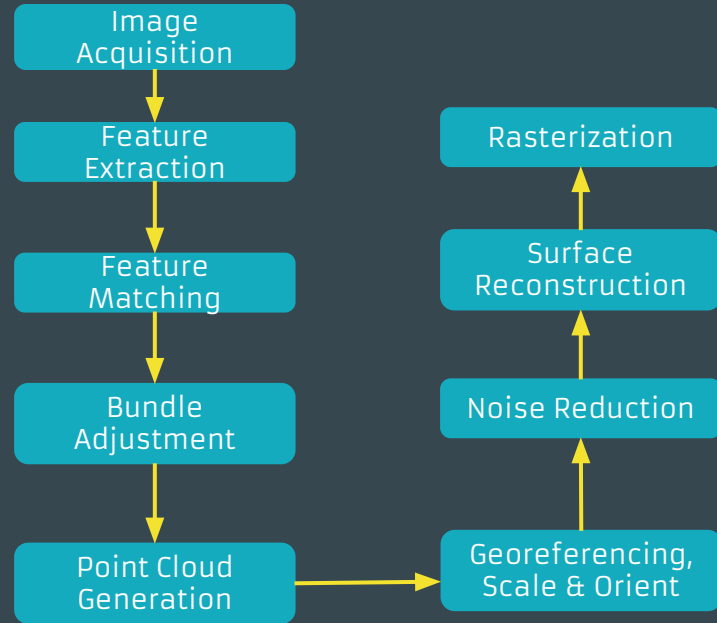 Image
Acquisition
Feature
Extraction
Feature
Matching
Bundle
Adjustment
Point Cloud
Generation
Georeferencing,
Scale & Orient
Noise Reduction
Surface
Reconstruction
Rasterization